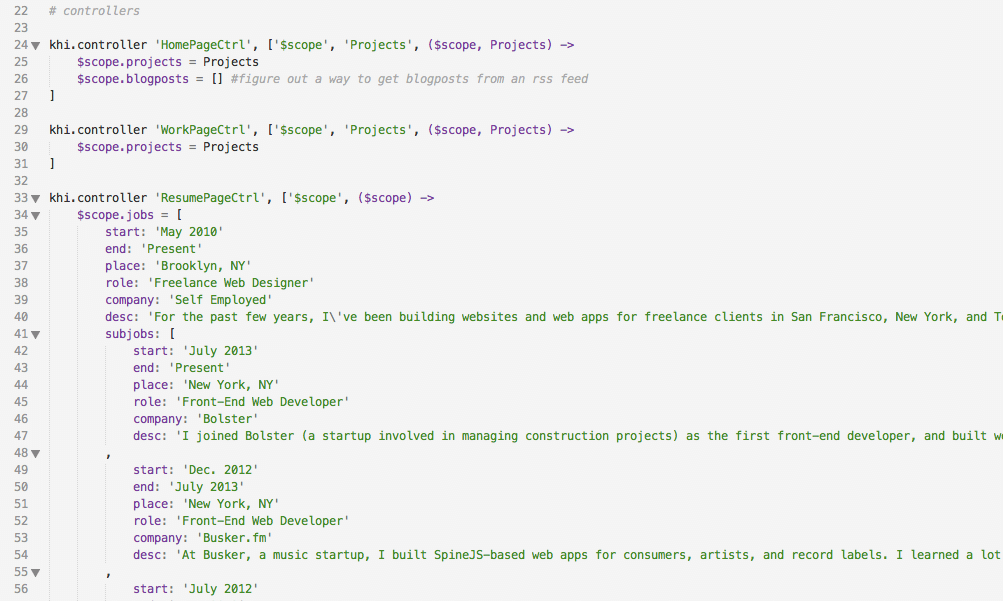 22 # controllers
23
24 khi.controller 'HomePageCtrl', ['$scope', 'Projects', ($scope, Projects) ->
25 $scope.projects = Projects
26 $scope.blogposts = [] #figure out a way to get blogposts from an rss feed
27 ]
28
29 khi.controller 'WorkPageCtrl', ['$scope', 'Projects', ($scope, Projects) ->
30 $scope.projects = Projects
31 ]
32
33 khi.controller 'ResumePageCtrl', ['$scope', ($scope) ->
34 $scope.jobs = [
35 start: 'May 2010'
36 end: 'Present'
37 place: 'Brooklyn, NY'
38 role: 'Freelance Web Designer'
39 company: 'Self Employed'
40 desc: 'For the past few years, I\'ve been building websites and web apps for freelance clients in San Francisco, New York, and
41 subjobs: [
42 start: 'July 2013'
43 end: 'Present'
44 place: 'New York, NY'
45 role: 'Front-End Web Developer'
46 company: 'Bolster'
47 desc: 'I joined Bolster (a startup involved in managing construction projects) as the first front-end developer, and built
48 ,
49 start: 'Dec. 2012'
50 end: 'July 2013'
51 place: 'New York, NY'
52 role: 'Front-End Web Developer'
53 company: 'Busker.fm'
54 desc: 'At Busker, a music startup, I built SpineJS-based web apps for consumers, artists, and record labels. I learned a lot
55 ,
56 start: 'July 2012'